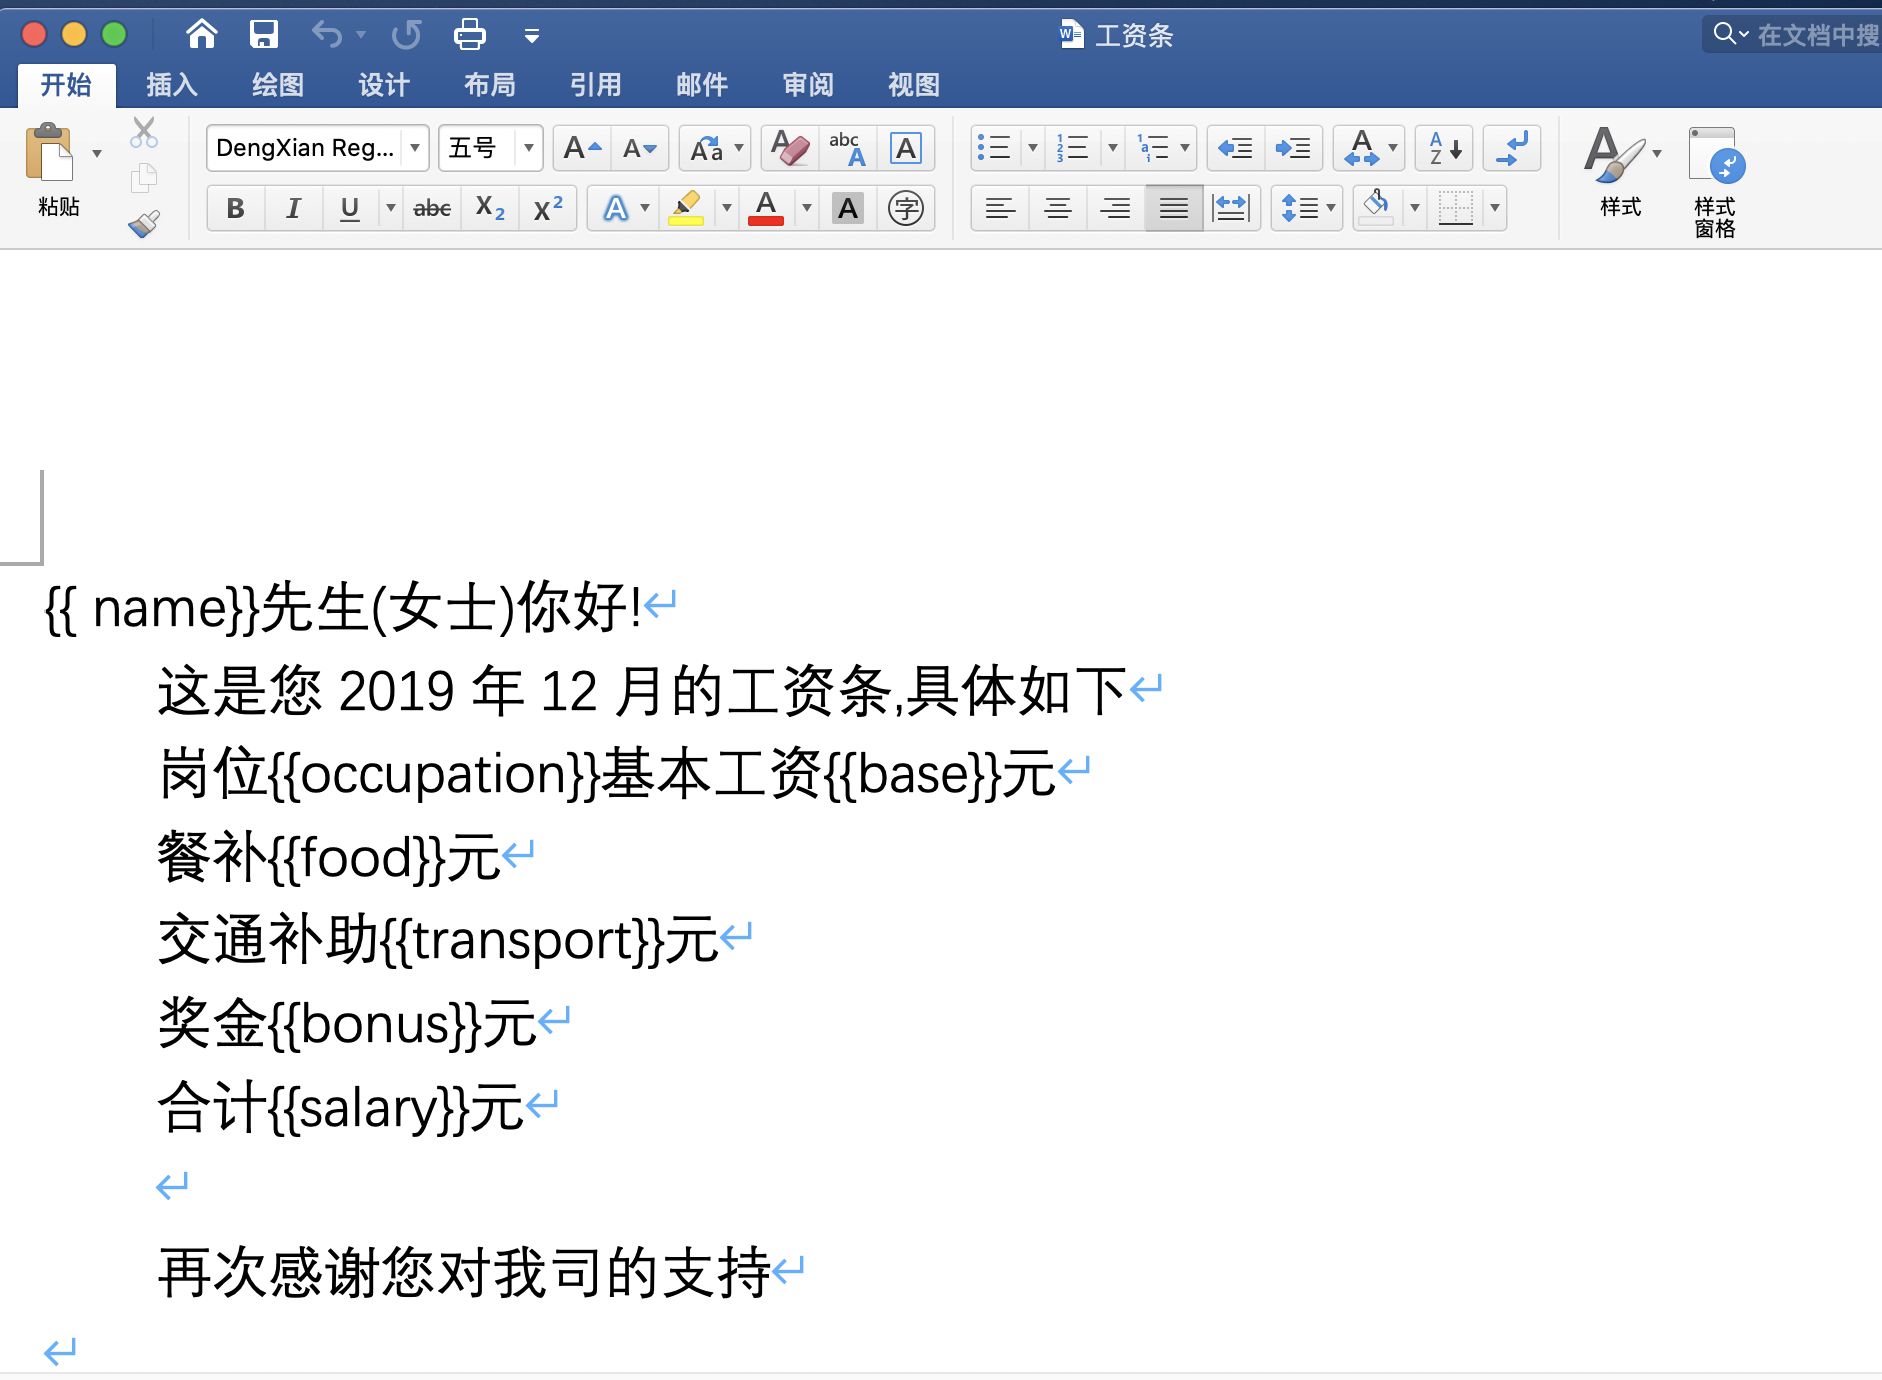 工资条
在文档中搜
开始 插入 绘图 设计 布局 引用 邮件 审阅 视图
粘贴
DengXian Reg... 五号
样式
样式
窗格
{{ name}}先生(女士)你好!
这是您 2019 年 12 月的工资条,具体如下
岗位{{occupation}}基本工资{{base}}元
餐补{{food}}元
交通补助{{transport}}元
奖金{{bonus}}元
合计{{salary}}元
再次感谢您对我司的支持